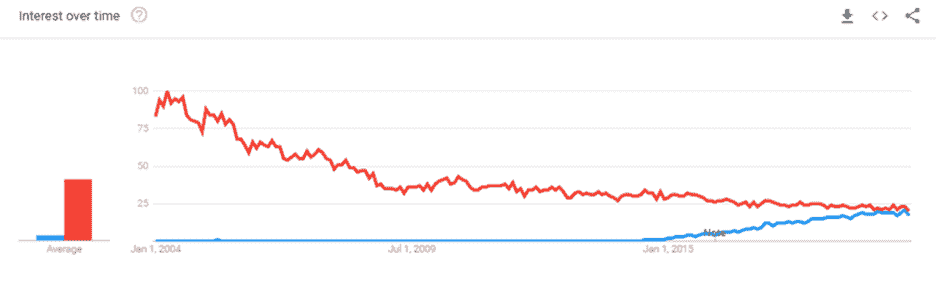 Interest over time ?
100
75
50
25
Average
Jan 1, 2004
Jul 1, 2009
Jan 1, 2015
Note